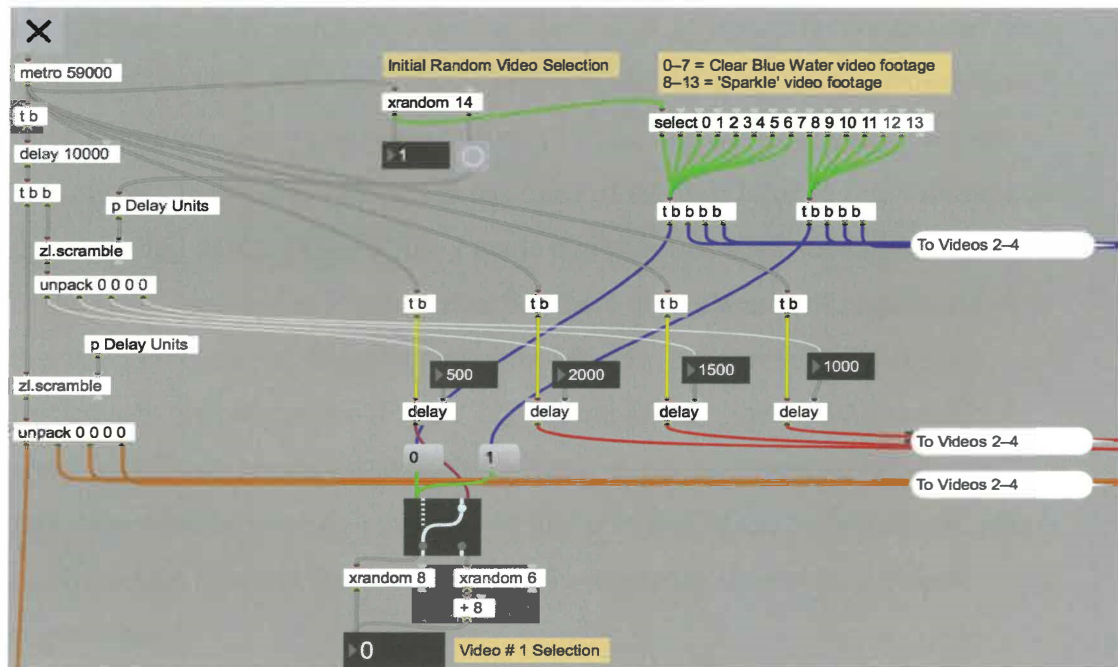 metro 59000
Initial Random Video Selection
0–7 = Clear Blue Water video footage
8–13 = 'Sparkle' video footage
xrandom 14
t b
select 0 1 2 3 4 5 6 7 8 9 10 11 12 13
delay 10000
1
t b b
p Delay Units
t b b b b
t b b b b
To Videos 2–4
zl.scramble
unpack 0 0 0 0
t b
t b
t b
t b
p Delay Units
500
2000
1500
1000
zl.scramble
delay
delay
delay
delay
unpack 0 0 0 0
To Videos 2–4
0
1
To Videos 2–4
xrandom 8
xrandom 6
+ 8
0
Video # 1 Selection